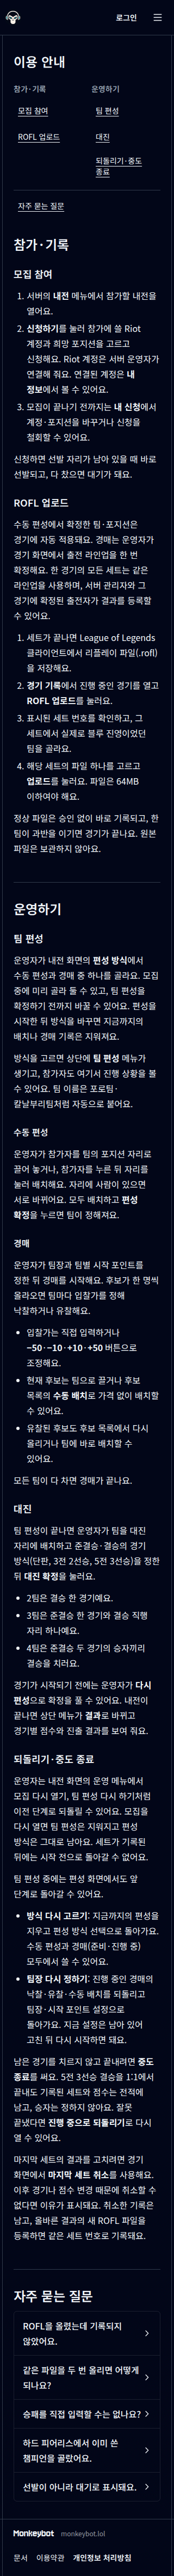 로그인
이용 안내
참가·기록
운영하기
모집 참여
팀 편성
ROFL 업로드
대진
되돌리기·중도
종료
자주 묻는 질문
참가·기록
모집 참여
1. 서버의 내전 메뉴에서 참가할 내전을
열어요.
2. 신청하기를 눌러 참가에 쓸 Riot
계정과 희망 포지션을 고르고
신청해요. Riot 계정은 서버 운영자가
연결해 줘요. 연결된 계정은 내
정보에서 볼 수 있어요.
3. 모집이 끝나기 전까지는 내 신청에서
계정·포지션을 바꾸거나 신청을
철회할 수 있어요.
신청하면 선발 자리가 남아 있을 때 바로
선발되고, 다 찼으면 대기가 돼요.
ROFL 업로드
수동 편성에서 확정한 팀·포지션은
경기에 자동 적용돼요. 경매는 운영자가
경기 화면에서 출전 라인업을 한 번
확정해요. 한 경기의 모든 세트는 같은
라인업을 사용하며, 서버 관리자와 그
경기에 확정된 출전자가 결과를 등록할
수 있어요.
1. 세트가 끝나면 League of Legends
클라이언트에서 리플레이 파일(.rofl)
을 저장해요.
2. 경기 기록에서 진행 중인 경기를 열고
ROFL 업로드를 눌러요.
3. 표시된 세트 번호를 확인하고, 그
세트에서 실제로 블루 진영이었던
팀을 골라요.
4. 해당 세트의 파일 하나를 고르고
업로드를 눌러요. 파일은 64MB
이하여야 해요.
정상 파일은 승인 없이 바로 기록되고, 한
팀이 과반을 이기면 경기가 끝나요. 원본
파일은 보관하지 않아요.
운영하기
팀 편성
운영자가 내전 화면의 편성 방식에서
수동 편성과 경매 중 하나를 골라요. 모집
중에 미리 골라 둘 수 있고, 팀 편성을
확정하기 전까지 바꿀 수 있어요. 편성을
시작한 뒤 방식을 바꾸면 지금까지의
배치나 경매 기록은 지워져요.
방식을 고르면 상단에 팀 편성 메뉴가
생기고, 참가자도 여기서 진행 상황을 볼
수 있어요. 팀 이름은 포로팀·
칼날부리팀처럼 자동으로 붙어요.
수동 편성
운영자가 참가자를 팀의 포지션 자리로
끌어 놓거나, 참가자를 누른 뒤 자리를
눌러 배치해요. 자리에 사람이 있으면
서로 바뀌어요. 모두 배치하고 편성
확정을 누르면 팀이 정해져요.
경매
운영자가 팀장과 팀별 시작 포인트를
정한 뒤 경매를 시작해요. 후보가 한 명씩
올라오면 팀마다 입찰가를 정해
낙찰하거나 유찰해요.
• 입찰가는 직접 입력하거나
−50·−10·+10·+50 버튼으로
조정해요.
• 현재 후보는 팀으로 끌거나 후보
목록의 수동 배치로 가격 없이 배치할
수 있어요.
• 유찰된 후보도 후보 목록에서 다시
올리거나 팀에 바로 배치할 수
있어요.
모든 팀이 다 차면 경매가 끝나요.
대진
팀 편성이 끝나면 운영자가 팀을 대진
자리에 배치하고 준결승·결승의 경기
방식(단판, 3전 2선승, 5전 3선승)을 정한
뒤 대진 확정을 눌러요.
• 2팀은 결승 한 경기예요.
• 3팀은 준결승 한 경기와 결승 직행
자리 하나예요.
• 4팀은 준결승 두 경기의 승자끼리
결승을 치러요.
경기가 시작되기 전에는 운영자가 다시
편성으로 확정을 풀 수 있어요. 내전이
끝나면 상단 메뉴가 결과로 바뀌고
경기별 점수와 진출 결과를 보여 줘요.
되돌리기·중도 종료
운영자는 내전 화면의 운영 메뉴에서
모집 다시 열기, 팀 편성 다시 하기처럼
이전 단계로 되돌릴 수 있어요. 모집을
다시 열면 팀 편성은 지워지고 편성
방식은 그대로 남아요. 세트가 기록된
뒤에는 시작 전으로 돌아갈 수 없어요.
팀 편성 중에는 편성 화면에서도 앞
단계로 돌아갈 수 있어요.
• 방식 다시 고르기: 지금까지의 편성을
지우고 편성 방식 선택으로 돌아가요.
수동 편성과 경매(준비·진행 중)
모두에서 쓸 수 있어요.
• 팀장 다시 정하기: 진행 중인 경매의
낙찰·유찰·수동 배치를 되돌리고
팀장·시작 포인트 설정으로
돌아가요. 지금 설정은 남아 있어
고친 뒤 다시 시작하면 돼요.
남은 경기를 치르지 않고 끝내려면 중도
종료를 써요. 5전 3선승 결승을 1:1에서
끝내도 기록된 세트와 점수는 전적에
남고, 승자는 정하지 않아요. 잘못
끝냈다면 진행 중으로 되돌리기로 다시
열 수 있어요.
마지막 세트의 결과를 고치려면 경기
화면에서 마지막 세트 취소를 사용해요.
이후 경기나 점수 변경 때문에 취소할 수
없다면 이유가 표시돼요. 취소한 기록은
남고, 올바른 결과의 새 ROFL 파일을
등록하면 같은 세트 번호로 기록돼요.
자주 묻는 질문
ROFL을 올렸는데 기록되지
않았어요.
같은 파일을 두 번 올리면 어떻게
되나요?
승패를 직접 입력할 수는 없나요?
하드 피어리스에서 이미 쓴
챔피언을 골랐어요.
선발이 아니라 대기로 표시돼요.
Monkeybot
monkeybot.lol
문서
이용약관
개인정보 처리방침